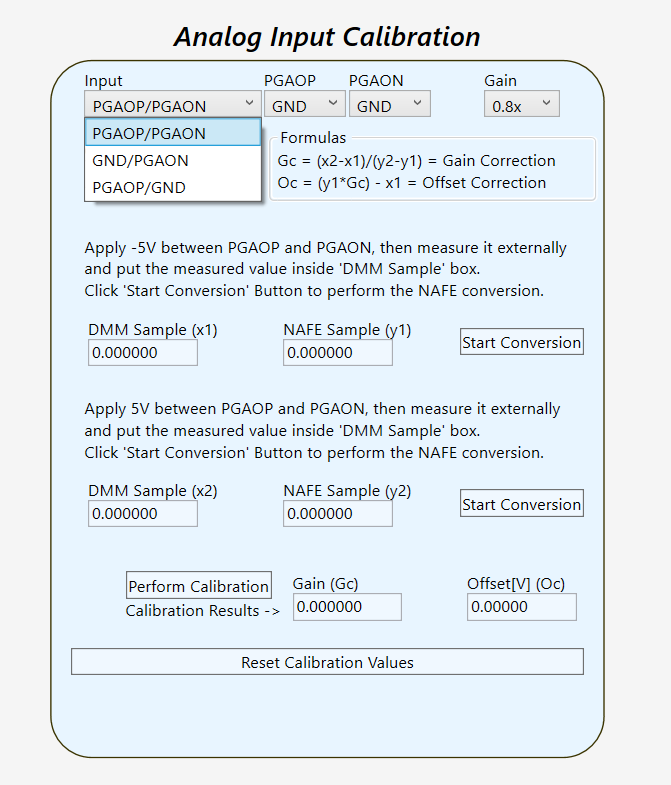 Analog Input Calibration
Input PGAOP PGAON Gain
PGAOP/PGAON GND GND 0.8x
PGAOP/PGAON
GND/PGAON
PGAOP/GND
Formulas
Gc = (x2-x1)/(y2-y1) = Gain Correction
Oc = (y1*Gc) - x1 = Offset Correction
Apply -5V between PGAOP and PGAON, then measure it externally
and put the measured value inside 'DMM Sample' box.
Click 'Start Conversion' Button to perform the NAFE conversion.
DMM Sample (x1) NAFE Sample (y1)
0.000000 0.000000 Start Conversion
Apply 5V between PGAOP and PGAON, then measure it externally
and put the measured value inside 'DMM Sample' box.
Click 'Start Conversion' Button to perform the NAFE conversion.
DMM Sample (x2) NAFE Sample (y2)
0.000000 0.000000 Start Conversion
Perform Calibration Gain (Gc) Offset[V] (Oc)
Calibration Results -> 0.000000 0.00000
Reset Calibration Values